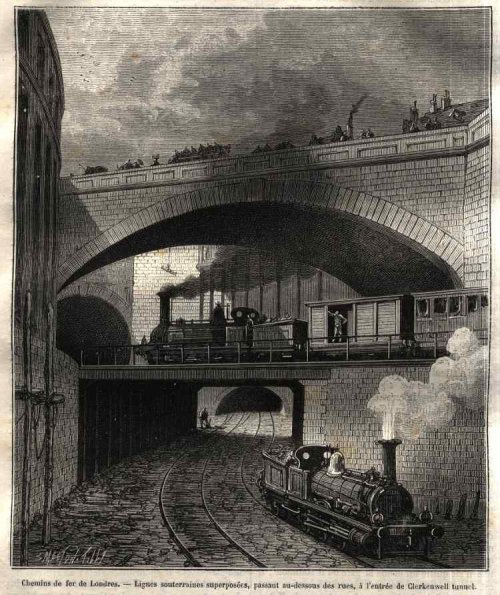 Chemins de fer de Londres. — Lignes souterraines superposées, passant au-dessous des rues, à l'entrée de Clerkenwell tunnel.